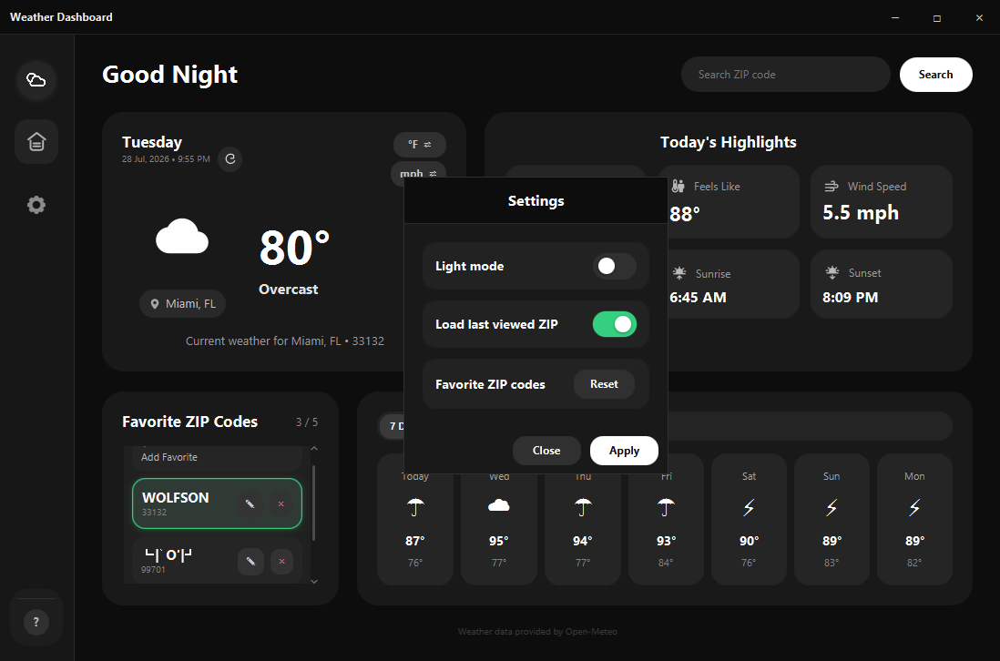 Weather Dashboard
Good Night
Search ZIP code
Search
Tuesday
28 Jul, 2026 • 9:55 PM
°F ⇌
mph ⇌
80°
Overcast
Miami, FL
Current weather for Miami, FL • 33132
Today's Highlights
Feels Like
88°
Wind Speed
5.5 mph
Sunrise
6:45 AM
Sunset
8:09 PM
Settings
Light mode
Load last viewed ZIP
Favorite ZIP codes
Reset
Close
Apply
Favorite ZIP Codes
3 / 5
Add Favorite
WOLFSON
33132
99701
7 D
Today
Wed
Thu
Fri
Sat
Sun
Mon
87°
95°
94°
93°
90°
89°
89°
76°
77°
77°
84°
76°
83°
82°
?
Weather data provided by Open-Meteo